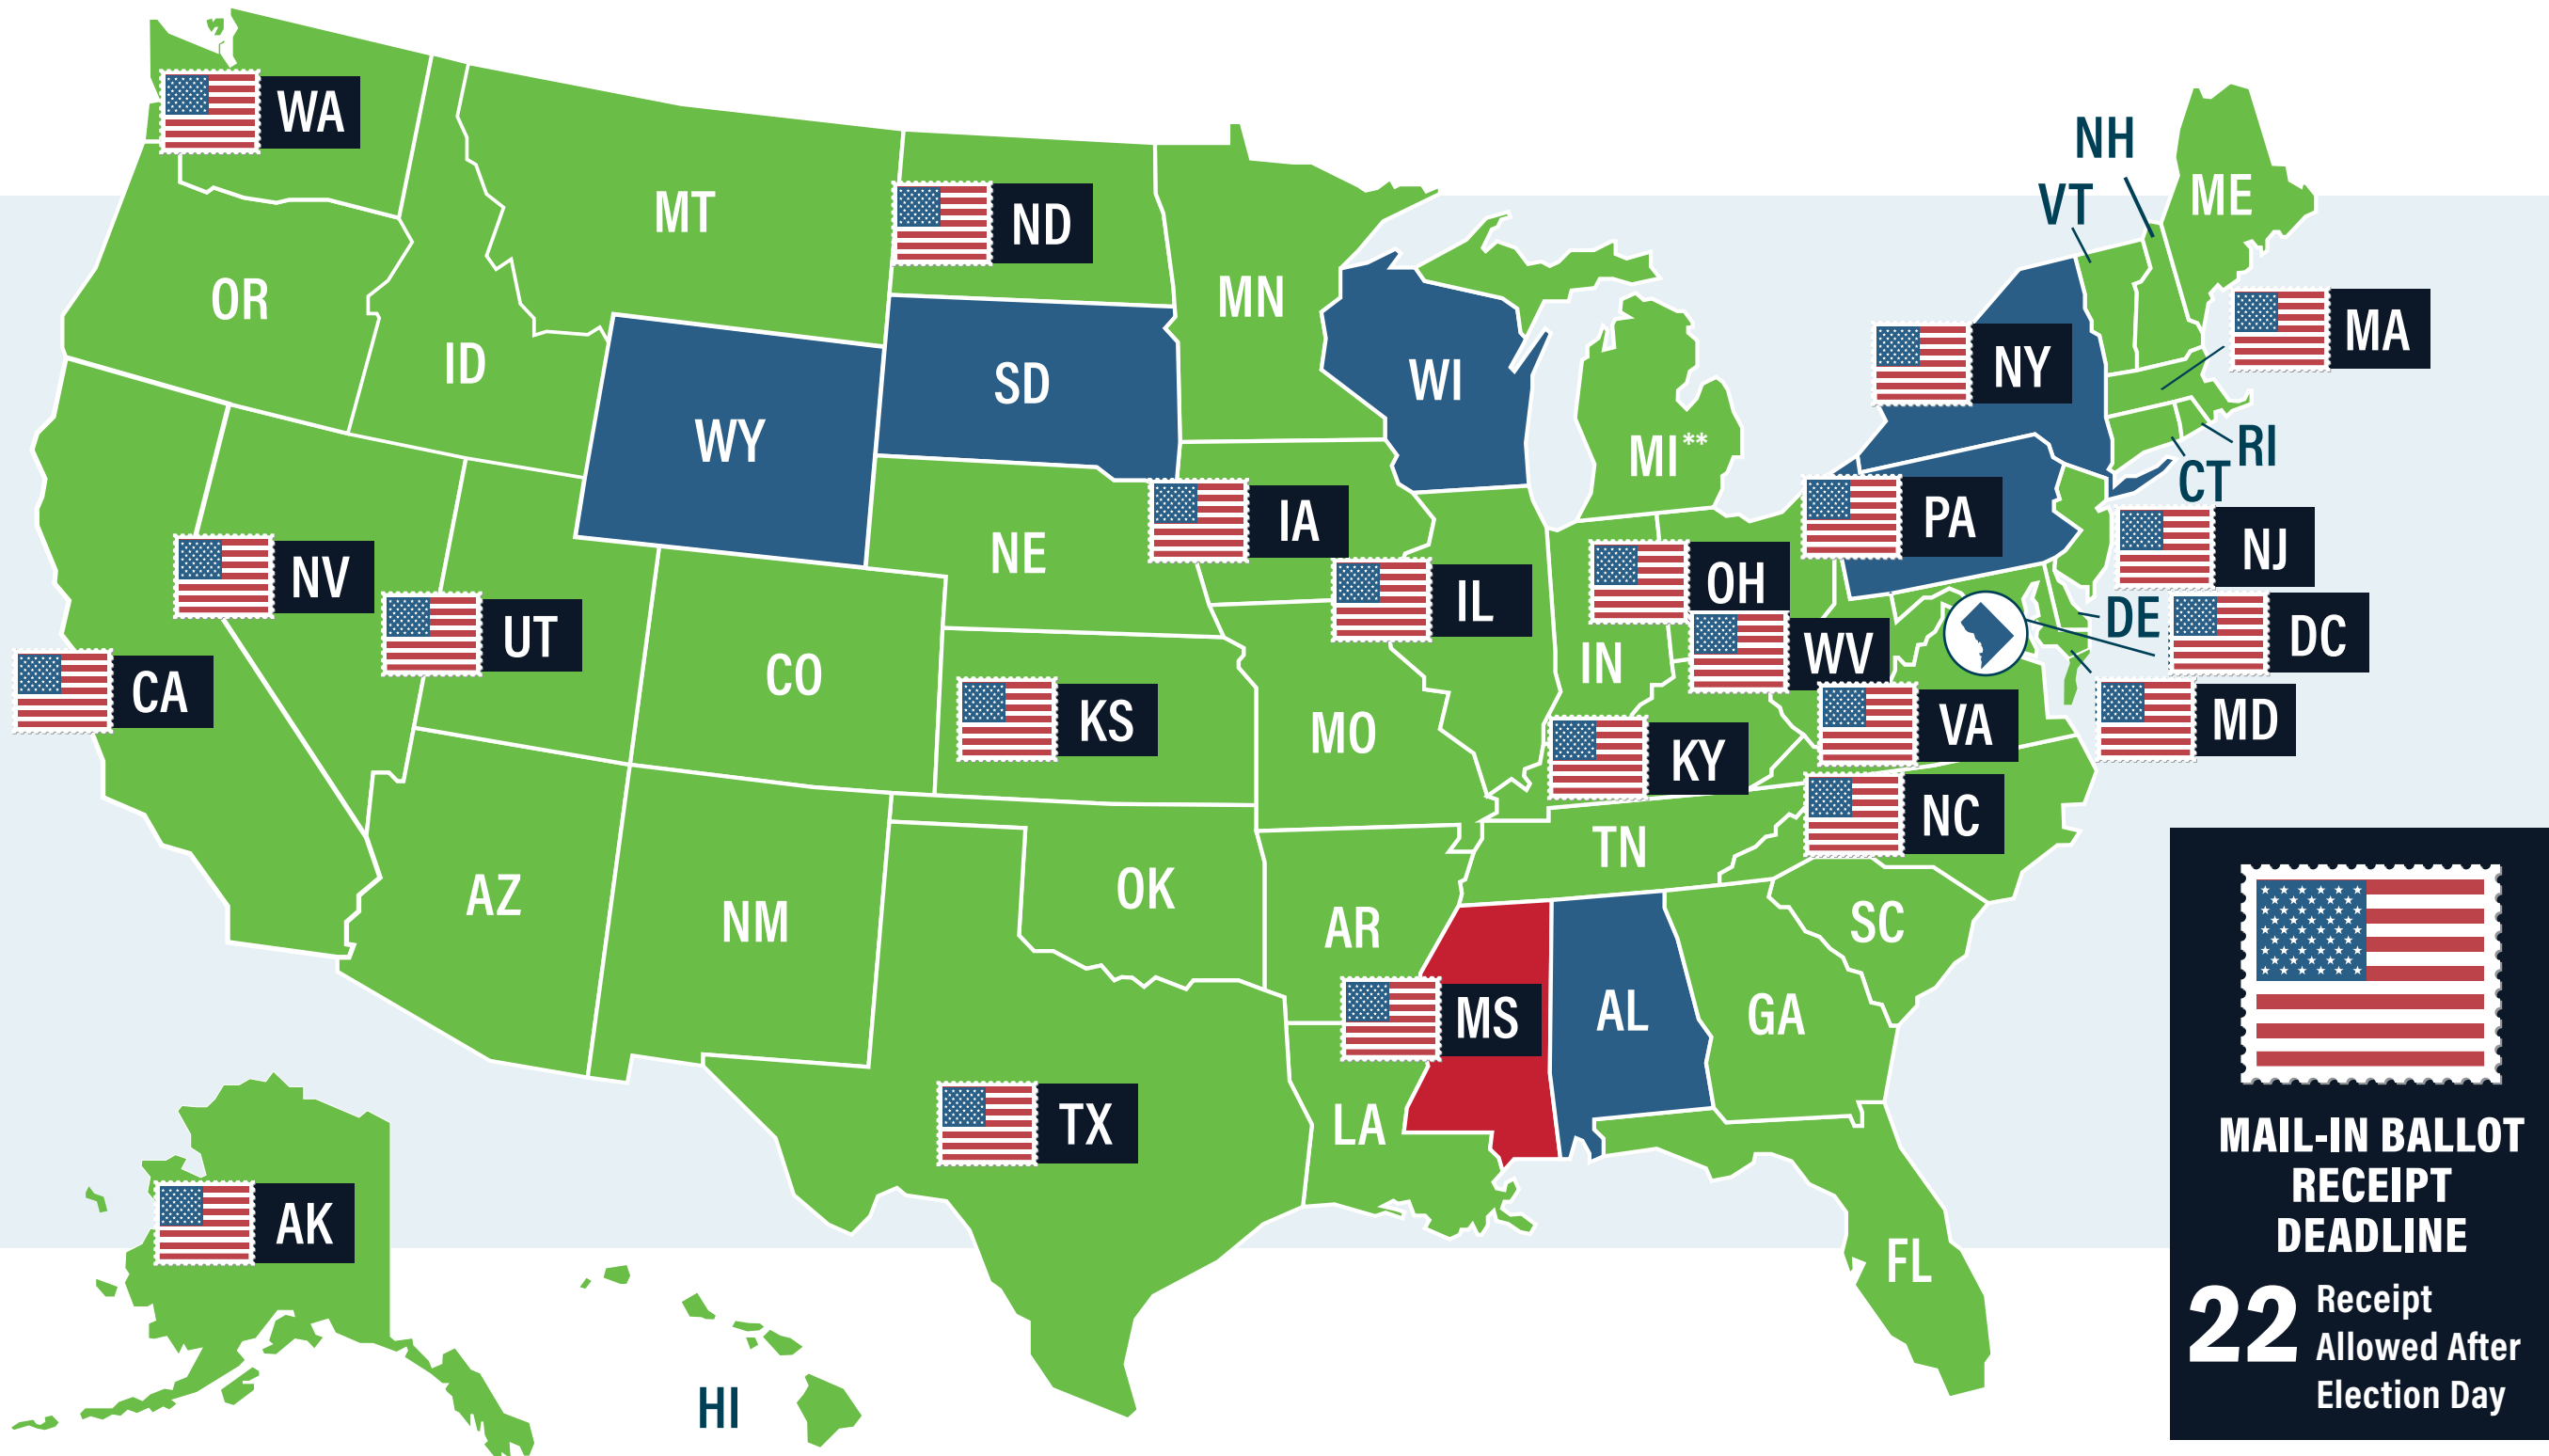 WA
NH
VT
ME
MT
ND
OR
MN
MA
ID
SD
WI
NY
WY
MI**
RI
CT
NE
IA
PA
NV
OH
NJ
UT
IL
DE
DC
CO
IN
WV
CA
KS
MO
KY
VA
MD
NC
TN
AZ
NM
OK
AR
SC
MS
AL
GA
TX
LA
AK
FL
HI
MAIL-IN BALLOT
RECEIPT
DEADLINE
22
Receipt
Allowed After
Election Day